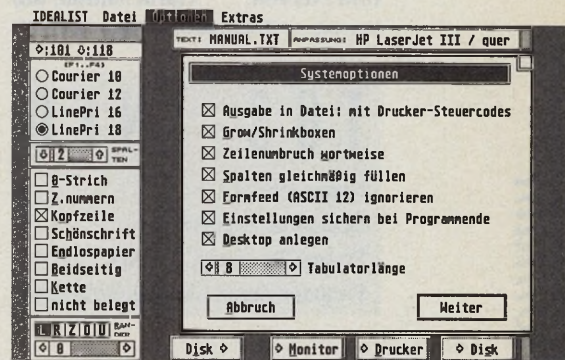 IDEALIST Datei Optionen Extras
TEXT: MANUAL.TXT ANPASSUNG: HP LaserJet III / quer
◊:101 ◊:118
(F1..F4)
Courier 10
Courier 12
LinePri 16
LinePri 18
2 SPAL-
TEN
0-Strich
Z.nummern
Kopfzeile
Schönschrift
Endlospapier
Beidseitig
Kette
nicht belegt
L R Z O U RÄN-
DER
8
Systemoptionen
Ausgabe in Datei: mit Drucker-Steuercodes
Grow/Shrinkboxen
Zeilenumbruch wortweise
Spalten gleichmäßig füllen
Formfeed (ASCII 12) ignorieren
Einstellungen sichern bei Programmende
Desktop anlegen
8 Tabulatorlänge
Abbruch Weiter
Disk Monitor Drucker Disk